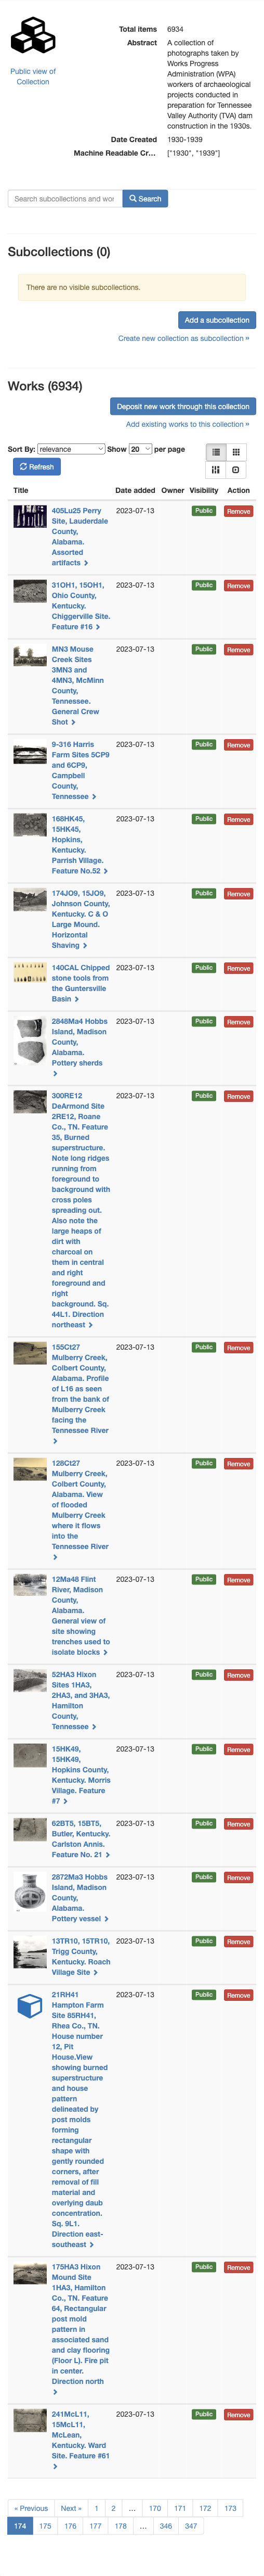 Total items 6934
Public view of
Collection
Abstract A collection of
photographs taken by
Works Progress
Administration (WPA)
workers of archaeological
projects conducted in
preparation for Tennessee
Valley Authority (TVA) dam
construction in the 1930s.
Date Created 1930-1939
Machine Readable Cr... ["1930", "1939"]
Search subcollections and wor Search
Subcollections (0)
There are no visible subcollections.
Add a subcollection
Create new collection as subcollection »
Works (6934)
Deposit new work through this collection
Add existing works to this collection »
Sort By: relevance Show 20 per page
Refresh
Title Date added Owner Visibility Action
405Lu25 Perry 2023-07-13 Public Remove
Site, Lauderdale
County,
Alabama.
Assorted
artifacts
31OH1, 15OH1, 2023-07-13 Public Remove
Ohio County,
Kentucky.
Chiggerville Site.
Feature #16
MN3 Mouse 2023-07-13 Public Remove
Creek Sites
3MN3 and
4MN3, McMinn
County,
Tennessee.
General Crew
Shot
9-316 Harris 2023-07-13 Public Remove
Farm Sites 5CP9
and 6CP9,
Campbell
County,
Tennessee
168HK45, 2023-07-13 Public Remove
15HK45,
Hopkins,
Kentucky.
Parrish Village.
Feature No.52
174JO9, 15JO9, 2023-07-13 Public Remove
Johnson County,
Kentucky. C & O
Large Mound.
Horizontal
Shaving
140CAL Chipped 2023-07-13 Public Remove
stone tools from
the Guntersville
Basin
2848Ma4 Hobbs 2023-07-13 Public Remove
Island, Madison
County,
Alabama.
Pottery sherds
300RE12 2023-07-13 Public Remove
DeArmond Site
2RE12, Roane
Co., TN. Feature
35, Burned
superstructure.
Note long ridges
running from
foreground to
background with
cross poles
spreading out.
Also note the
large heaps of
dirt with
charcoal on
them in central
and right
foreground and
right
background. Sq.
44L1. Direction
northeast
155Ct27 2023-07-13 Public Remove
Mulberry Creek,
Colbert County,
Alabama. Profile
of L16 as seen
from the bank of
Mulberry Creek
facing the
Tennessee River
128Ct27 2023-07-13 Public Remove
Mulberry Creek,
Colbert County,
Alabama. View
of flooded
Mulberry Creek
where it flows
into the
Tennessee River
12Ma48 Flint 2023-07-13 Public Remove
River, Madison
County,
Alabama.
General view of
site showing
trenches used to
isolate blocks
52HA3 Hixon 2023-07-13 Public Remove
Sites 1HA3,
2HA3, and 3HA3,
Hamilton
County,
Tennessee
15HK49, 2023-07-13 Public Remove
15HK49,
Hopkins County,
Kentucky. Morris
Village. Feature
#7
62BT5, 15BT5, 2023-07-13 Public Remove
Butler, Kentucky.
Carlston Annis.
Feature No. 21
2872Ma3 Hobbs 2023-07-13 Public Remove
Island, Madison
County,
Alabama.
Pottery vessel
13TR10, 15TR10, 2023-07-13 Public Remove
Trigg County,
Kentucky. Roach
Village Site
21RH41 2023-07-13 Public Remove
Hampton Farm
Site 85RH41,
Rhea Co., TN.
House number
12, Pit
House.View
showing burned
superstructure
and house
pattern
delineated by
post molds
forming
rectangular
shape with
gently rounded
corners, after
removal of fill
material and
overlying daub
concentration.
Sq. 9L1.
Direction east-
southeast
175HA3 Hixon 2023-07-13 Public Remove
Mound Site
1HA3, Hamilton
Co., TN. Feature
64, Rectangular
post mold
pattern in
associated sand
and clay flooring
(Floor L). Fire pit
in center.
Direction north
241McL11, 2023-07-13 Public Remove
15McL11,
McLean,
Kentucky. Ward
Site. Feature #61
« Previous Next » 1 2 ... 170 171 172 173
174 175 176 177 178 ... 346 347